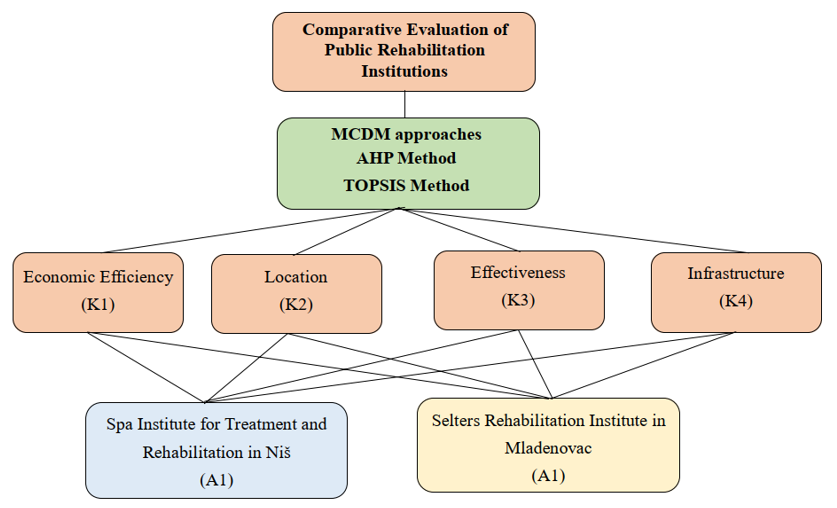 Comparative Evaluation of
Public Rehabilitation
Institutions
MCDM approaches
AHP Method
TOPSIS Method
Economic Efficiency
(K1)
Location
(K2)
Effectiveness
(K3)
Infrastructure
(K4)
Spa Institute for Treatment and
Rehabilitation in Niš
(A1)
Selters Rehabilitation Institute in
Mladenovac
(A1)